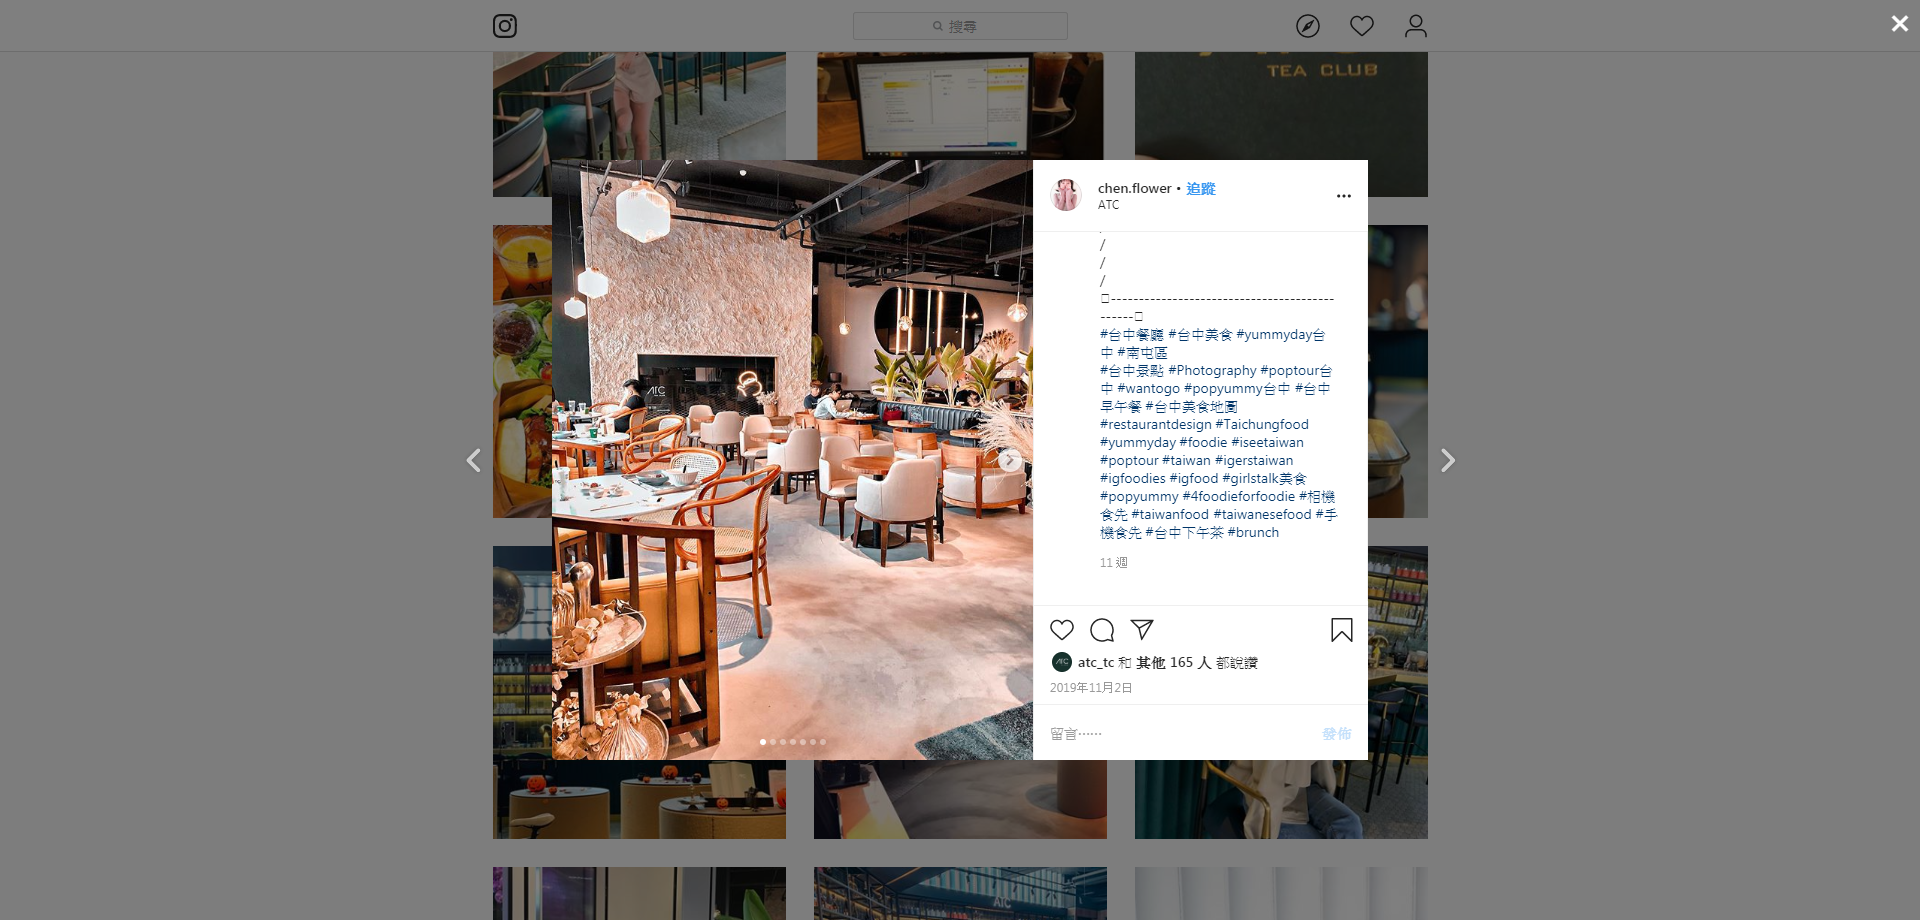 搜尋
TEA CLUB
chen.flower • 追蹤
ATC
/
/
/
-----------------------------------------
------
#台中餐廳 #台中美食 #yummyday台
中 #南屯區
#台中景點 #Photography #poptour台
中 #wantogo #popyummy台中 #台中
早午餐 #台中美食地圖
#restaurantdesign #Taichungfood
#yummyday #foodie #iseetaiwan
#poptour #taiwan #igerstaiwan
#igfoodies #igfood #girlstalk美食
#popyummy #4foodieforfoodie #相機
食先 #taiwanfood #taiwanesefood #手
機食先 #台中下午茶 #brunch
11 週
ATC
atc_tc 和 其他 165 人 都說讚
2019年11月2日
留言⋯⋯
發佈
ATC